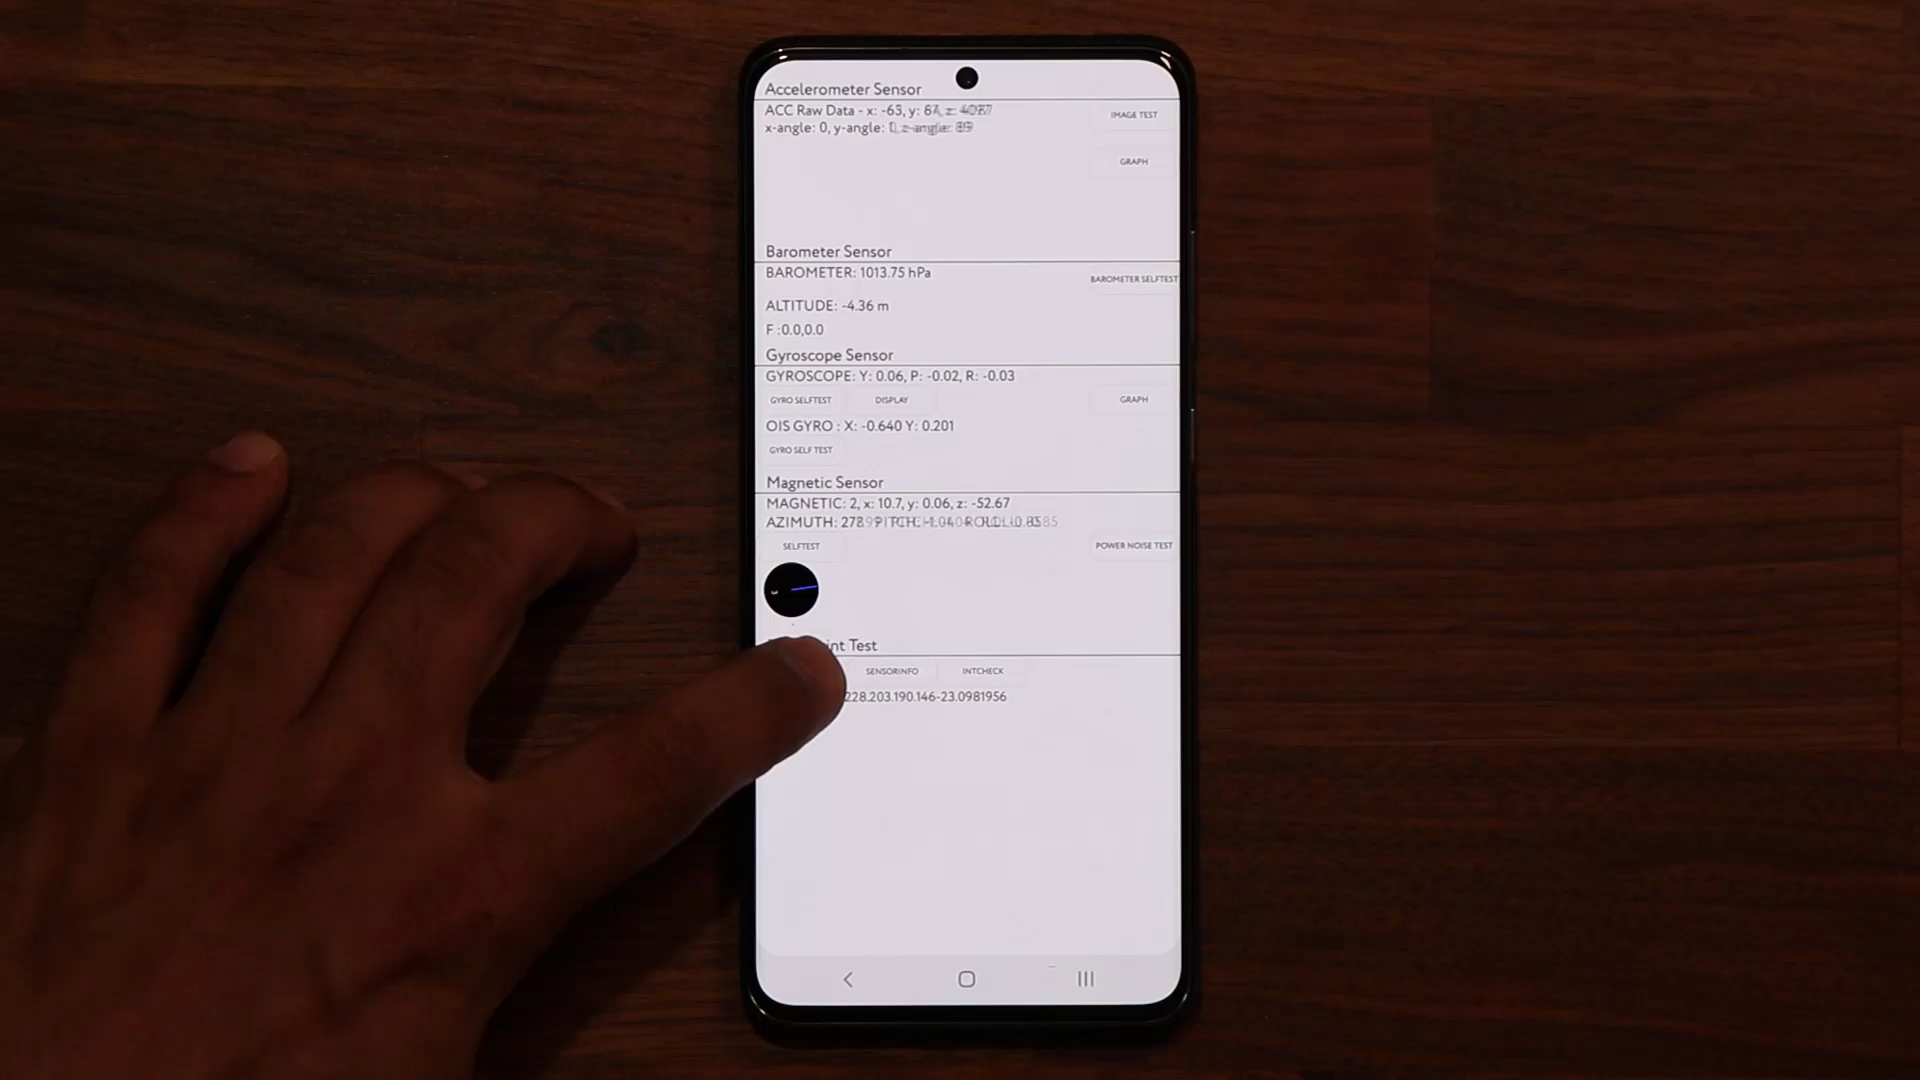 Accelerometer Sensor
ACC Raw Data - x: -63, y:
IMAGE TEST
x-angle: 0, y-angle:
GRAPH
Barometer Sensor
BAROMETER: 1013.75 hPa
BAROMETER SELFTEST
ALTITUDE: -4.36 m
F :0.0,0.0
Gyroscope Sensor
GYROSCOPE: Y: 0.06, P: -0.02, R: -0.03
GYRO SELFTEST
DISPLAY
GRAPH
OIS GYRO : X: -0.640 Y: 0.201
GYRO SELF TEST
Magnetic Sensor
MAGNETIC: 2, x: 10.7, y: 0.06, z: -52.67
AZIMUTH:
SELFTEST
POWER NOISE TEST
Test
SENSORINFO
INTCHECK
228.203.190.146-23.0981956